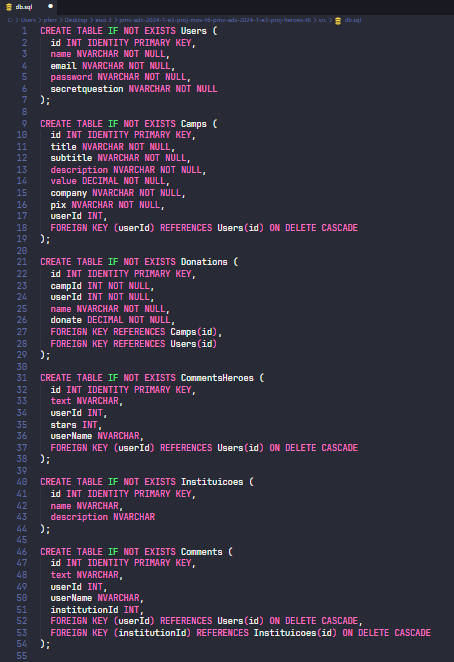 db.sql
C: > Users > pferr > Desktop > eixo 3 > pmv-ads-2024-1-e3-proj-mov-t6-pmv-ads-2024-1-e3-proj-heroes-t6 > src > db.sql
1 CREATE TABLE IF NOT EXISTS Users (
2 id INT IDENTITY PRIMARY KEY,
3 name NVARCHAR NOT NULL,
4 email NVARCHAR NOT NULL,
5 password NVARCHAR NOT NULL,
6 secretquestion NVARCHAR NOT NULL
7 );
8
9 CREATE TABLE IF NOT EXISTS Camps (
10 id INT IDENTITY PRIMARY KEY,
11 title NVARCHAR NOT NULL,
12 subtitle NVARCHAR NOT NULL,
13 description NVARCHAR NOT NULL,
14 value DECIMAL NOT NULL,
15 company NVARCHAR NOT NULL,
16 pix NVARCHAR NOT NULL,
17 userId INT,
18 FOREIGN KEY (userId) REFERENCES Users(id) ON DELETE CASCADE
19 );
20
21 CREATE TABLE IF NOT EXISTS Donations (
22 id INT IDENTITY PRIMARY KEY,
23 campId INT NOT NULL,
24 userId INT NOT NULL,
25 name NVARCHAR NOT NULL,
26 donate DECIMAL NOT NULL,
27 FOREIGN KEY REFERENCES Camps(id),
28 FOREIGN KEY REFERENCES Users(id)
29 );
30
31 CREATE TABLE IF NOT EXISTS CommentsHeroes (
32 id INT IDENTITY PRIMARY KEY,
33 text NVARCHAR,
34 userId INT,
35 stars INT,
36 userName NVARCHAR,
37 FOREIGN KEY (userId) REFERENCES Users(id) ON DELETE CASCADE
38 );
39
40 CREATE TABLE IF NOT EXISTS Instituicoes (
41 id INT IDENTITY PRIMARY KEY,
42 name NVARCHAR,
43 description NVARCHAR
44 );
45
46 CREATE TABLE IF NOT EXISTS Comments (
47 id INT IDENTITY PRIMARY KEY,
48 text NVARCHAR,
49 userId INT,
50 userName NVARCHAR,
51 institutionId INT,
52 FOREIGN KEY (userId) REFERENCES Users(id) ON DELETE CASCADE,
53 FOREIGN KEY (institutionId) REFERENCES Instituicoes(id) ON DELETE CASCADE
54 );
55